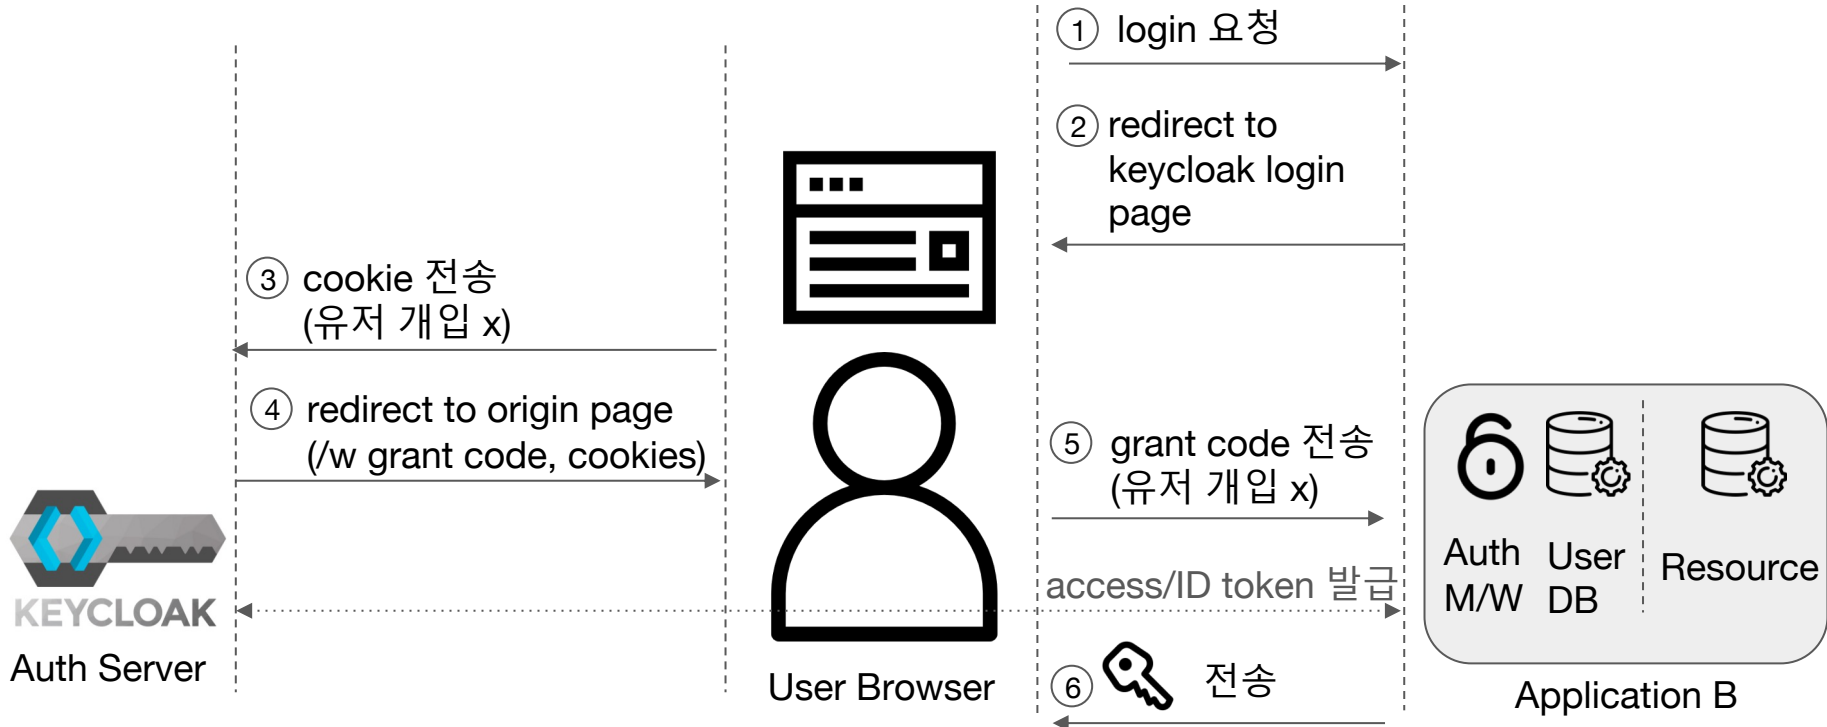 ① login 요청
② redirect to
keycloak login
page
③ cookie 전송
(유저 개입 x)
④ redirect to origin page
(/w grant code, cookies)
⑤ grant code 전송
(유저 개입 x)
access/ID token 발급
⑥ 전송
KEYCLOAK
Auth Server
User Browser
Auth
M/W
User
DB
Resource
Application B